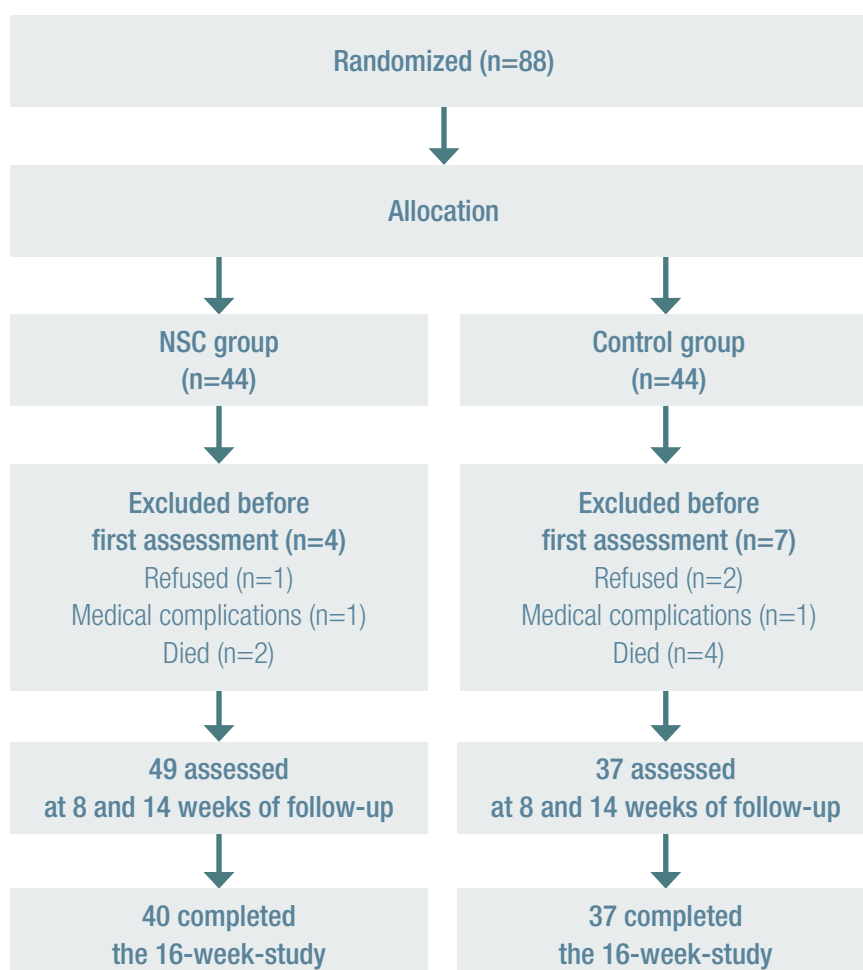 Randomized (n=88)
Allocation
NSC group
(n=44)
Control group
(n=44)
Excluded before
first assessment (n=4)
Refused (n=1)
Medical complications (n=1)
Died (n=2)
Excluded before
first assessment (n=7)
Refused (n=2)
Medical complications (n=1)
Died (n=4)
49 assessed
at 8 and 14 weeks of follow-up
37 assessed
at 8 and 14 weeks of follow-up
40 completed
the 16-week-study
37 completed
the 16-week-study